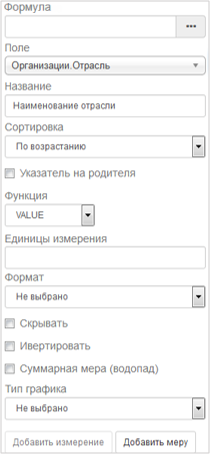 Формула
...
Поле
Организации.Отрасль
Название
Наименование отрасли
Сортировка
По возрастанию
Указатель на родителя
Функция
VALUE
Единицы измерения
Формат
Не выбрано
Скрывать
Ивертировать
Суммарная мера (водопад)
Тип графика
Не выбрано
Добавить измерение Добавить меру